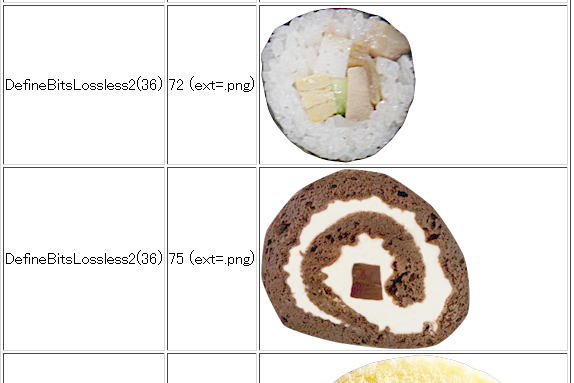 DefineBitsLossless2(36) 72 (ext=.png)
DefineBitsLossless2(36) 75 (ext=.png)